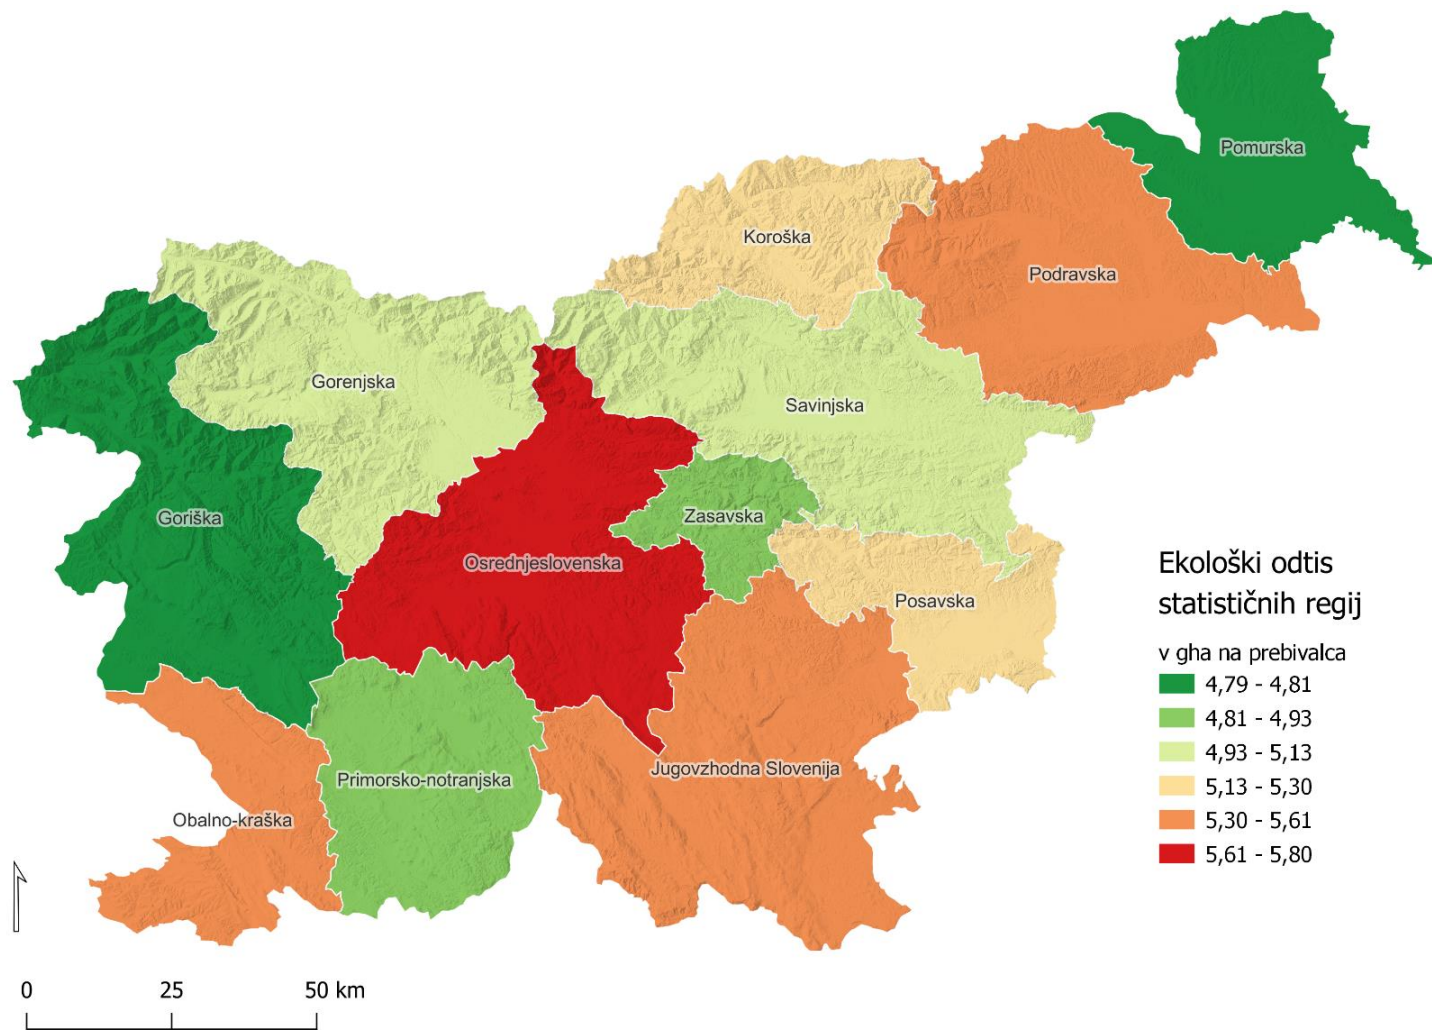 Pomurska
Koroška
Podravska
Gorenjska
Savinjska
Goriška
Zasavska
Osrednjeslovenska
Posavska
Primorsko-notranjska
Jugovzhodna Slovenija
Obalno-kraška
Ekološki odtis
statističnih regij
v gha na prebivalca
4,79 - 4,81
4,81 - 4,93
4,93 - 5,13
5,13 - 5,30
5,30 - 5,61
5,61 - 5,80
0 25 50 km